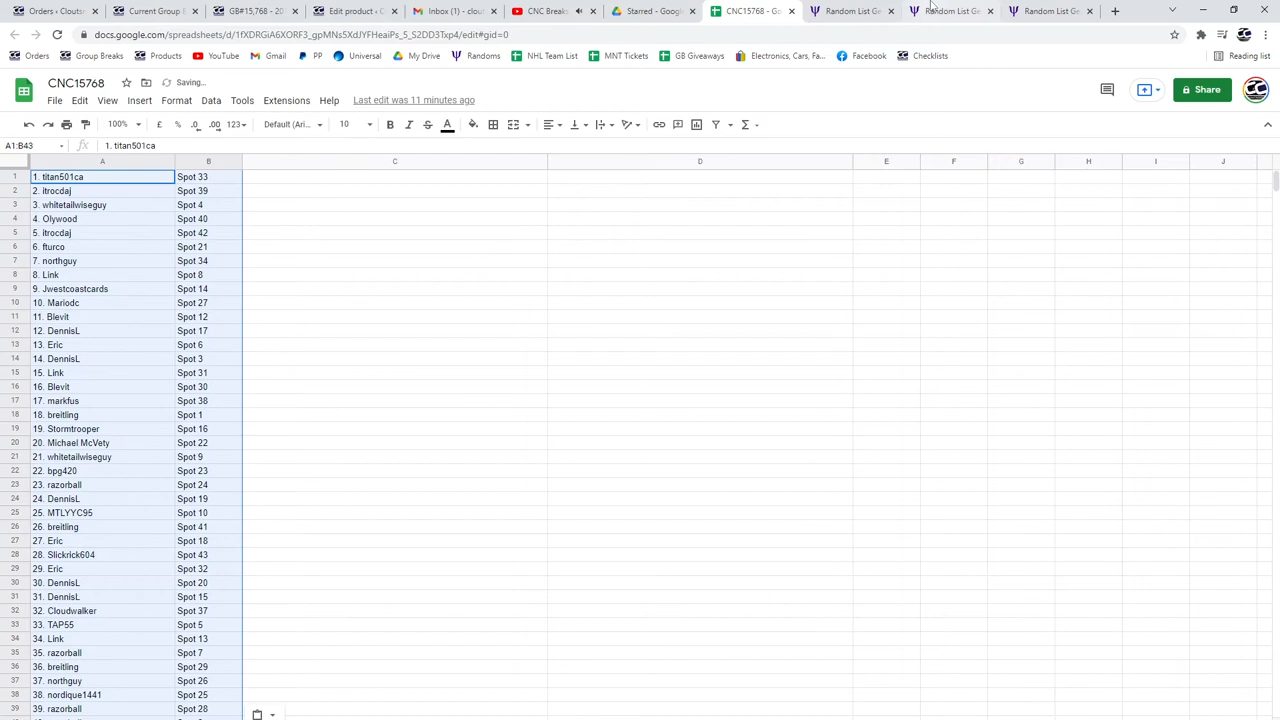 Orders ‹ Clouts
Current Group B
GB#15,768 - 20
Edit product ‹ C
Inbox (1) - clout
CNC Breaks
Starred - Google
CNC15768 - Go
Random List Ge
Random List Ge
Random List Ge
docs.google.com/spreadsheets/d/1fXDRGiA6XORF3_gpMNs5XdJYFHeaiPs_5_S2DD3Txp4/edit#gid=0
Orders
Group Breaks
Products
YouTube
Gmail
PP
Universal
Clouts
My Drive
Randoms
NHL Team List
MNT Tickets
GB Giveaways
Electronics, Cars, Fa...
Facebook
Checklists
Reading list
CNC15768
Saving...
File Edit View Insert Format Data Tools Extensions Help Last edit was 11 minutes ago
Share
100% £ % .0 .00 123 Default (Ari... 10 B I S A
A1:B43 fx 1. titan501ca
A B C D E F G H I J
1 1. titan501ca Spot 33
2 2. itrocdaj Spot 39
3 3. whitetailwiseguy Spot 4
4 4. Olywood Spot 40
5 5. itrocdaj Spot 42
6 6. fturco Spot 21
7 7. northguy Spot 34
8 8. Link Spot 8
9 9. Jwestcoastcards Spot 14
10 10. Mariodc Spot 27
11 11. Blevit Spot 12
12 12. DennisL Spot 17
13 13. Eric Spot 6
14 14. DennisL Spot 3
15 15. Link Spot 31
16 16. Blevit Spot 30
17 17. markfus Spot 38
18 18. breitling Spot 1
19 19. Stormtrooper Spot 16
20 20. Michael McVety Spot 22
21 21. whitetailwiseguy Spot 9
22 22. bpg420 Spot 23
23 23. razorball Spot 24
24 24. DennisL Spot 19
25 25. MTLYYC95 Spot 10
26 26. breitling Spot 41
27 27. Eric Spot 18
28 28. Slickrick604 Spot 43
29 29. Eric Spot 32
30 30. DennisL Spot 20
31 31. DennisL Spot 15
32 32. Cloudwalker Spot 37
33 33. TAP55 Spot 5
34 34. Link Spot 13
35 35. razorball Spot 7
36 36. breitling Spot 29
37 37. northguy Spot 26
38 38. nordique1441 Spot 25
39 39. razorball Spot 28